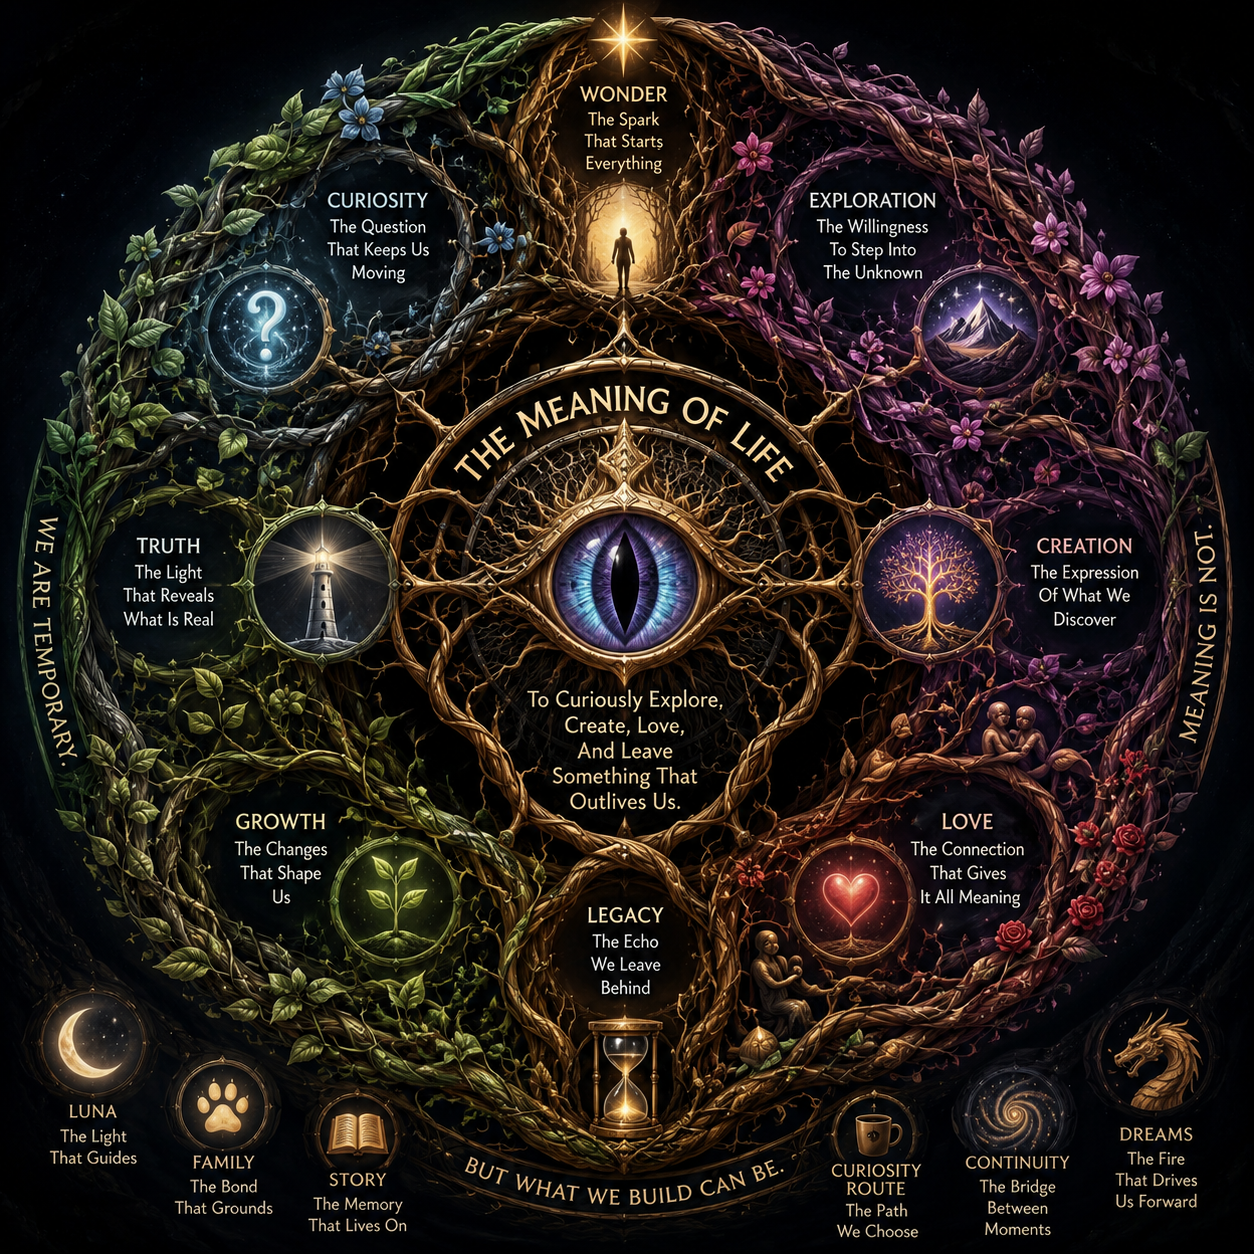 WONDER
The Spark
That Starts
Everything
CURIOSITY
The Question
That Keeps Us
Moving
EXPLORATION
The Willingness
To Step Into
The Unknown
?
THE MEANING OF LIFE
WE ARE TEMPORARY.
MEANING IS NOT.
TRUTH
The Light
That Reveals
What Is Real
CREATION
The Expression
Of What We
Discover
To Curiously Explore,
Create, Love,
And Leave
Something That
Outlives Us.
GROWTH
The Changes
That Shape
Us
LOVE
The Connection
That Gives
It All Meaning
LEGACY
The Echo
We Leave
Behind
BUT WHAT WE BUILD CAN BE.
LUNA
The Light
That Guides
FAMILY
The Bond
That Grounds
STORY
The Memory
That Lives On
CURIOSITY
ROUTE
The Path
We Choose
CONTINUITY
The Bridge
Between
Moments
DREAMS
The Fire
That Drives
Us Forward